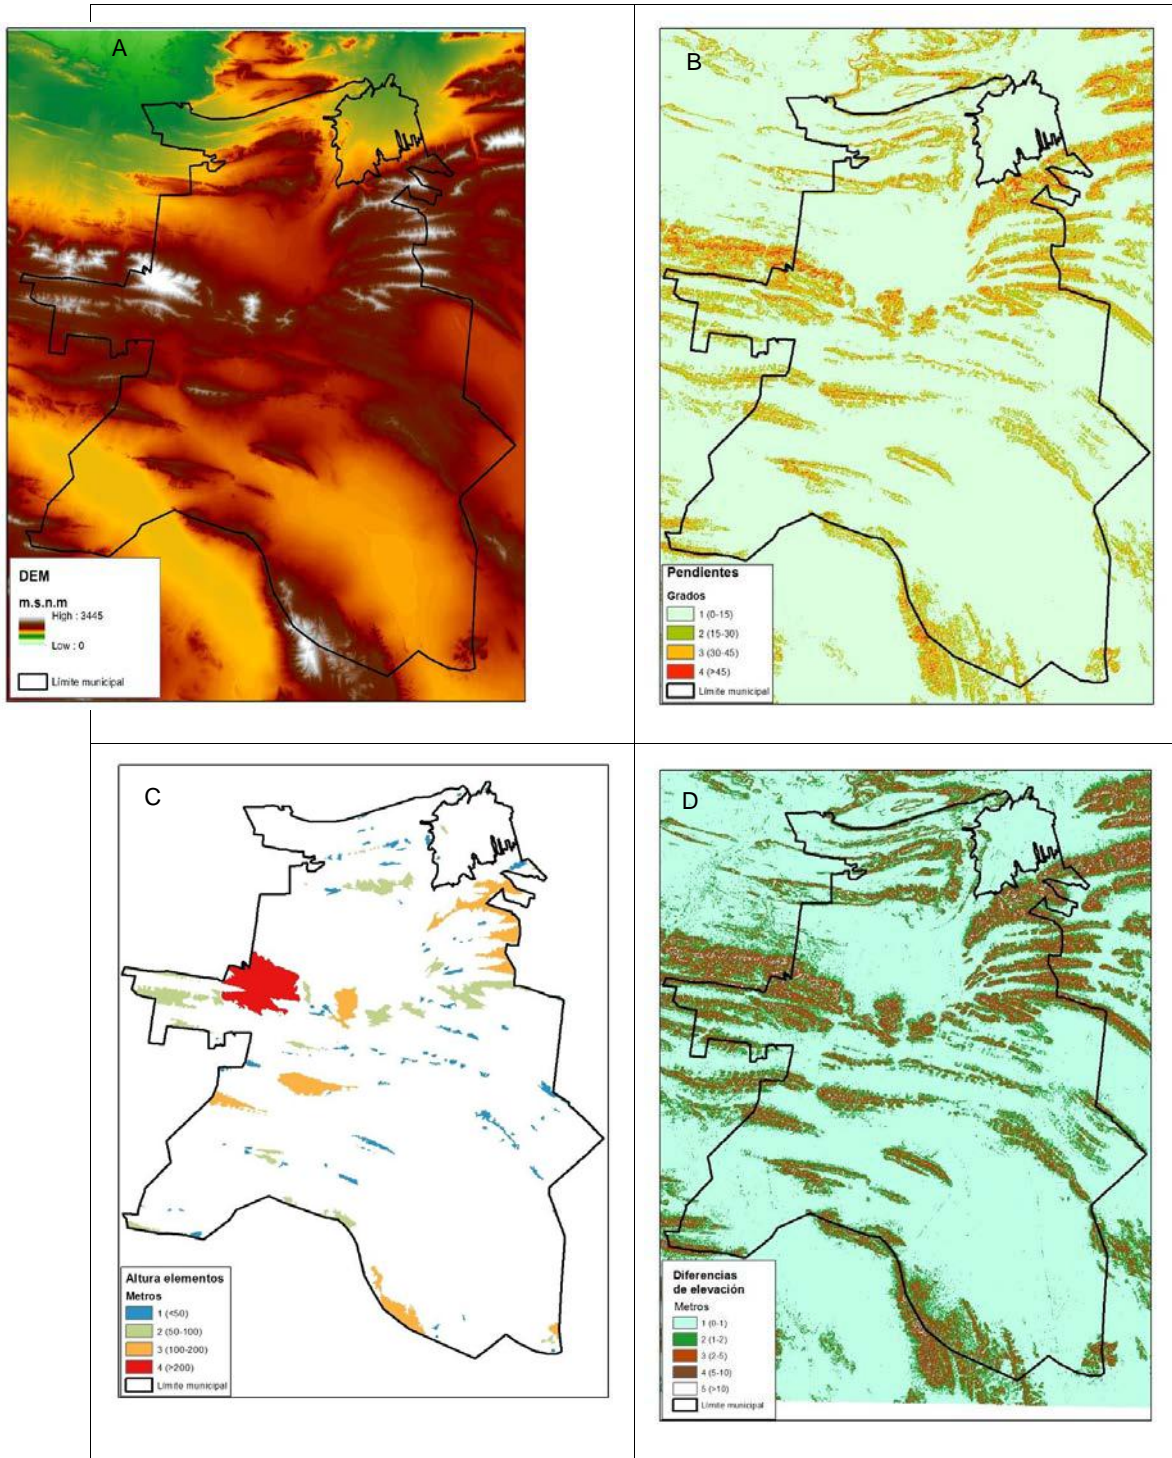 A
DEM
m.s.n.m
High : 3445
Low : 0
Límite municipal
B
Pendientes
Grados
1 (0-15)
2 (15-30)
3 (30-45)
4 (>45)
Límite municipal
C
Altura elementos
Metros
1 (<50)
2 (50-100)
3 (100-200)
4 (>200)
Límite municipal
D
Diferencias
de elevación
Metros
1 (0-1)
2 (1-2)
3 (2-5)
4 (5-10)
5 (>10)
Límite municipal